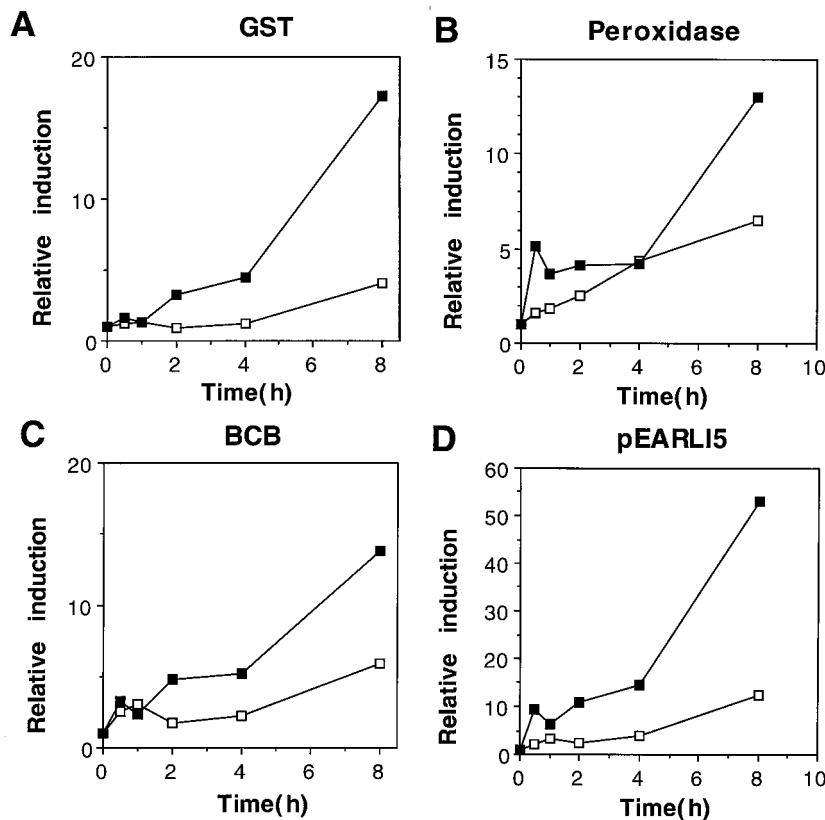 A
GST
Relative induction
20
10
0
0 2 4 6 8
Time(h)
B
Peroxidase
Relative induction
15
10
5
0
0 2 4 6 8 10
Time(h)
C
BCB
Relative induction
20
10
0
0 2 4 6 8
Time(h)
D
pEARLI5
Relative induction
60
50
40
30
20
10
0
0 2 4 6 8 10
Time(h)